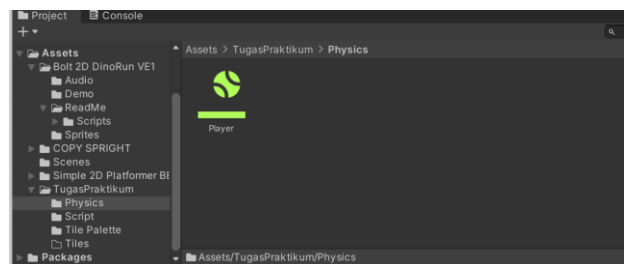 Project Console
Assets > TugasPraktikum > Physics
Assets
Bolt 2D DinoRun VE1
Audio
Demo
ReadMe
Scripts
Sprites
COPY SPRIGHT
Scenes
Simple 2D Platformer BE
TugasPraktikum
Physics
Script
Tile Palette
Tiles
Packages
Player
Assets/TugasPraktikum/Physics